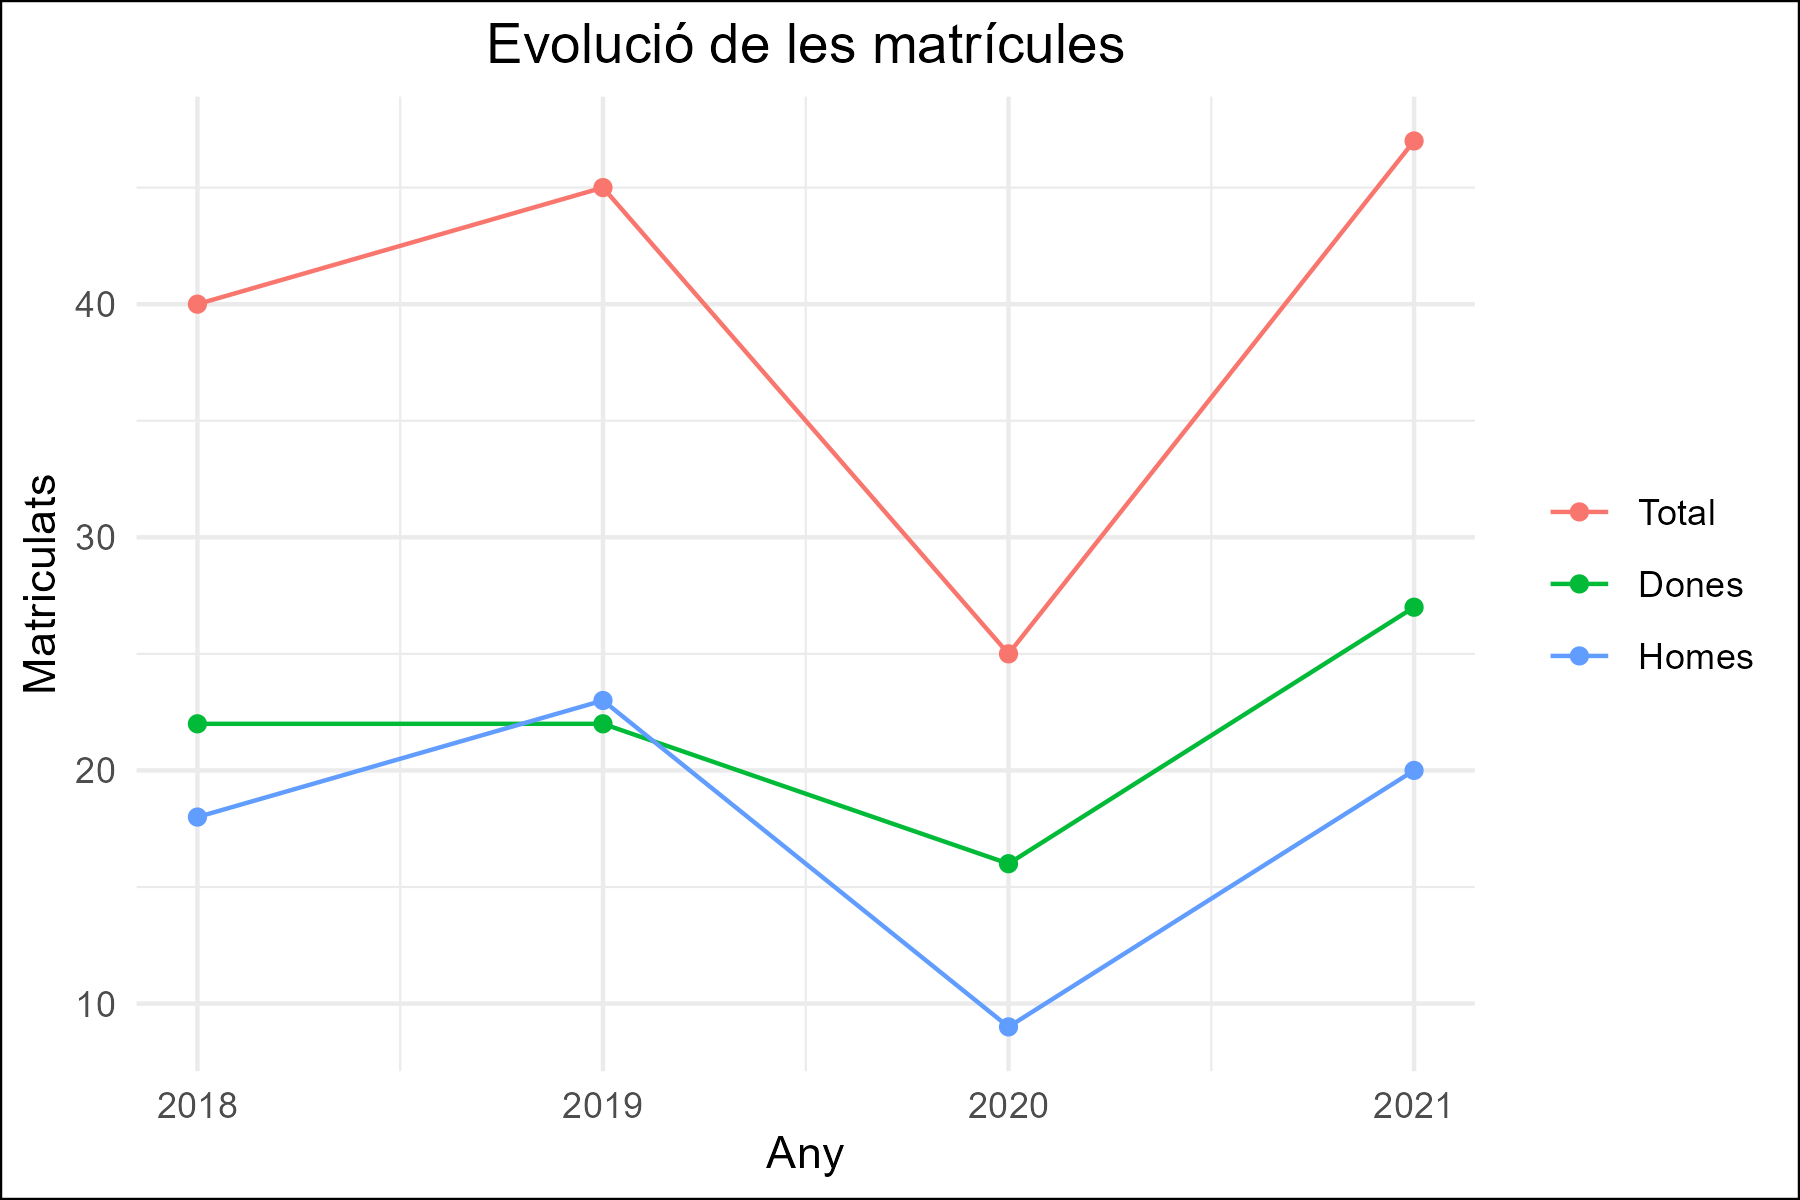 Evolució de les matrícules
Matriculats
40
30
20
10
2018 2019 2020 2021
Any
Total
Dones
Homes